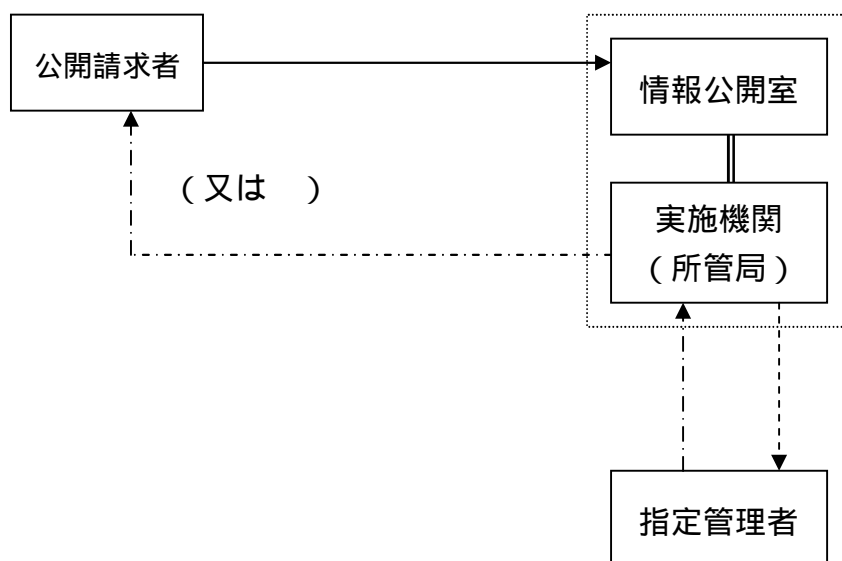 公開請求者
情報公開室
(又は　)
実施機関
(所管局)
指定管理者